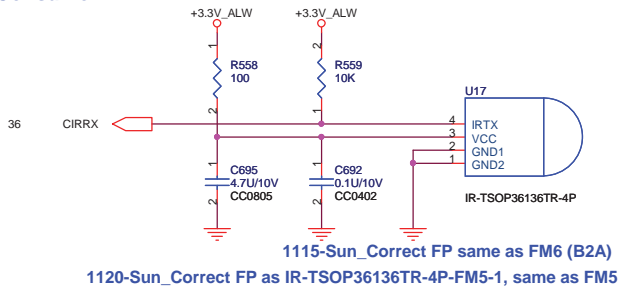 +3.3V_ALW
+3.3V_ALW
1
2
R558
100
R559
10K
2
1
U17
36
CIRRX
4
IRTX
3
VCC
2
GND1
1
GND2
1
1
C695
4.7U/10V
CC0805
C692
0.1U/10V
CC0402
2
2
IR-TSOP36136TR-4P
1115-Sun_Correct FP same as FM6 (B2A)
1120-Sun_Correct FP as IR-TSOP36136TR-4P-FM5-1, same as FM5